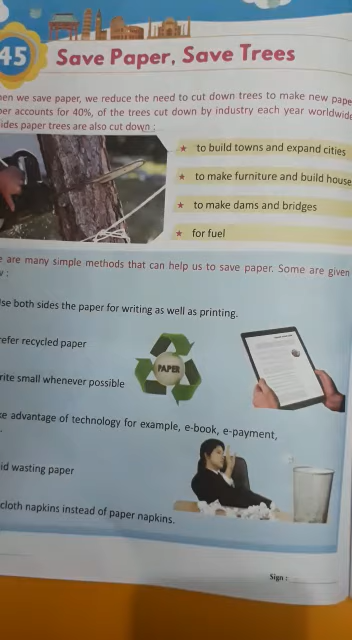 45
Save Paper, Save Trees
en we save paper, we reduce the need to cut down trees to make new pape
per accounts for 40%, of the trees cut down by industry each year worldwide
ides paper trees are also cut down :
★ to build towns and expand cities
★ to make furniture and build house
★ to make dams and bridges
★ for fuel
e are many simple methods that can help us to save paper. Some are given
w :
se both sides the paper for writing as well as printing.
refer recycled paper
PAPER
rite small whenever possible
ke advantage of technology for example, e-book, e-payment,
id wasting paper
cloth napkins instead of paper napkins.
Sign :